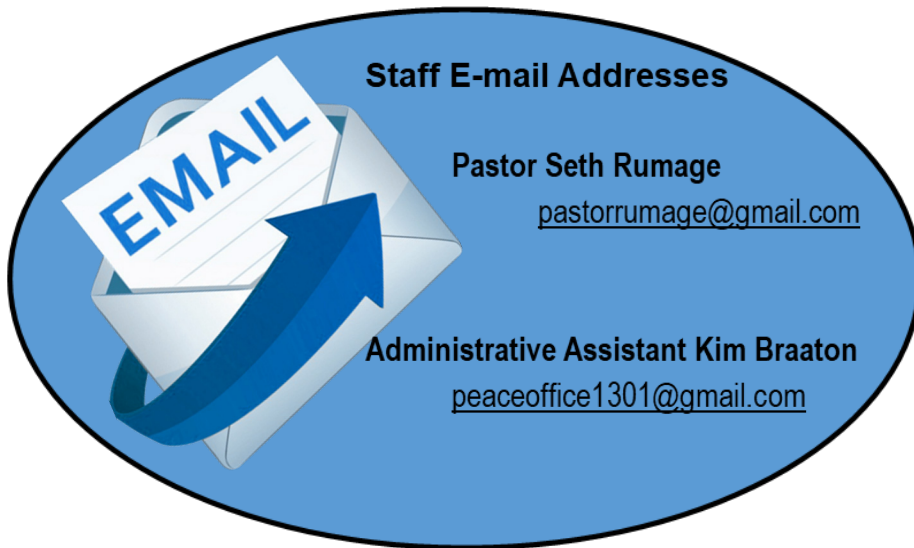 Staff E-mail Addresses
EMAIL
Pastor Seth Rumage
pastorrumage@gmail.com
Administrative Assistant Kim Braaton
peaceoffice1301@gmail.com